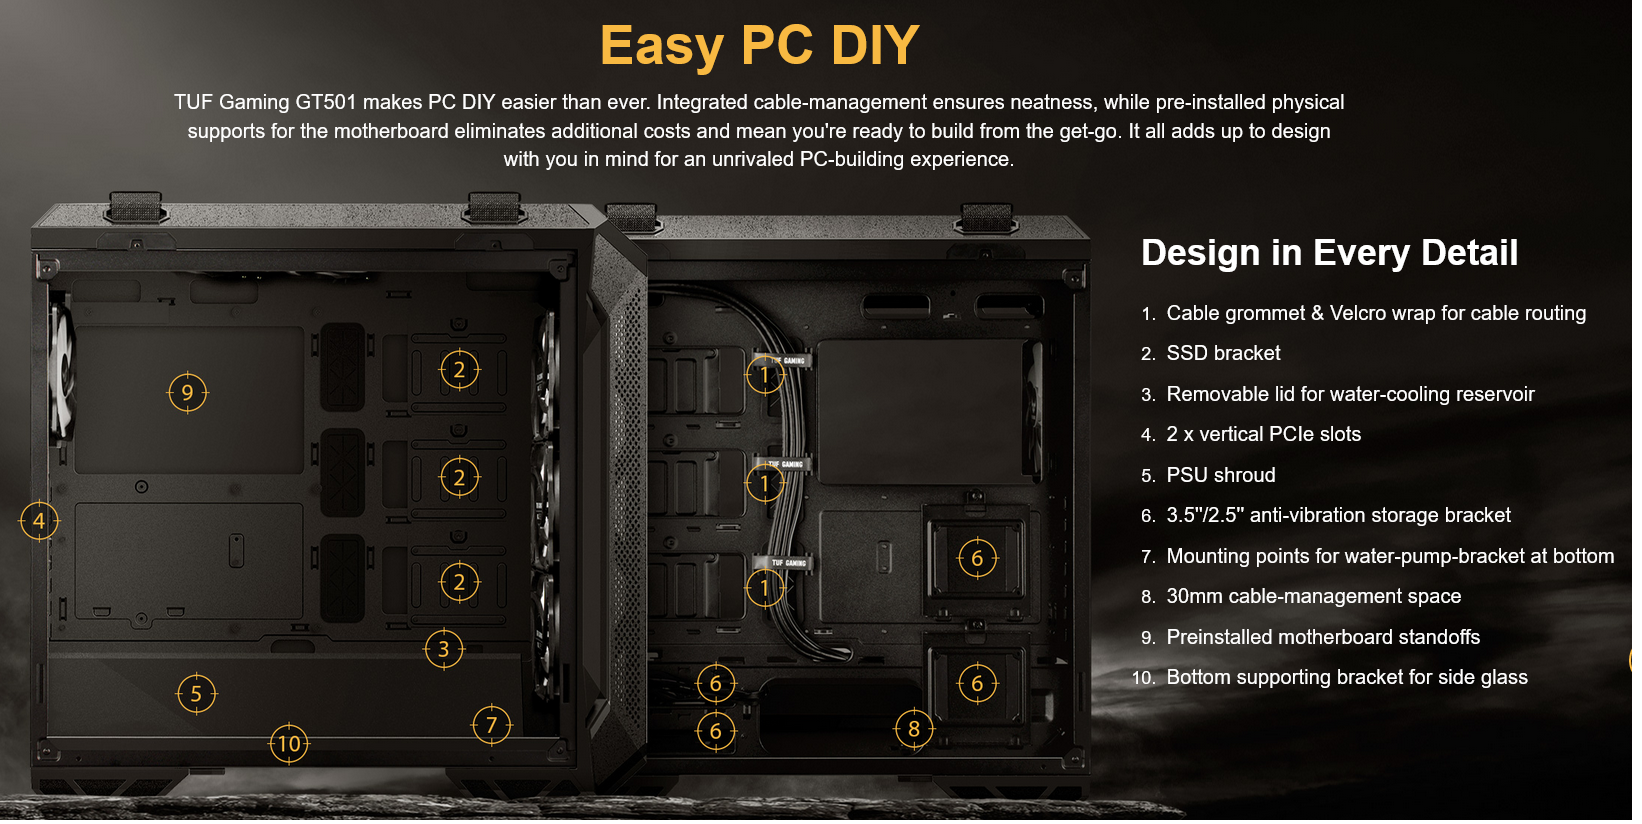 Easy PC DIY
TUF Gaming GT501 makes PC DIY easier than ever. Integrated cable-management ensures neatness, while pre-installed physical
supports for the motherboard eliminates additional costs and mean you're ready to build from the get-go. It all adds up to design
with you in mind for an unrivaled PC-building experience.
Design in Every Detail
1. Cable grommet & Velcro wrap for cable routing
2. SSD bracket
3. Removable lid for water-cooling reservoir
4. 2 x vertical PCIe slots
5. PSU shroud
6. 3.5"/2.5" anti-vibration storage bracket
7. Mounting points for water-pump-bracket at bottom
8. 30mm cable-management space
9. Preinstalled motherboard standoffs
10. Bottom supporting bracket for side glass
9
2
2
4
2
3
5
7
10
TUF GAMING
1
TUF GAMING
1
TUF GAMING
1
6
6
6
6
8